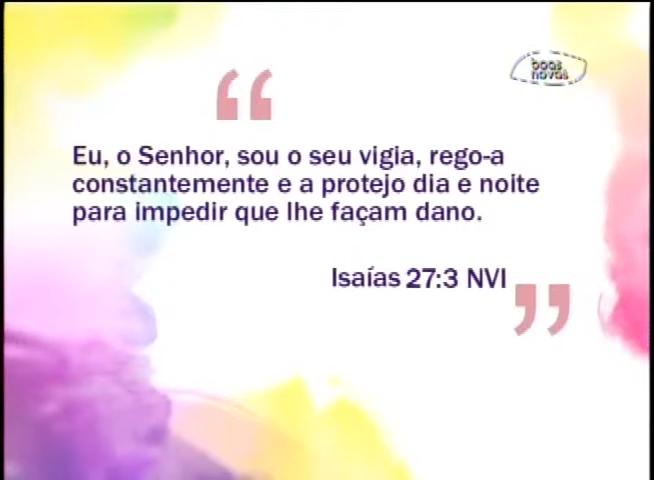 boas
novas
“
Eu, o Senhor, sou o seu vigia, rego-a
constantemente e a protejo dia e noite
para impedir que lhe façam dano.
Isaías 27:3 NVI
”